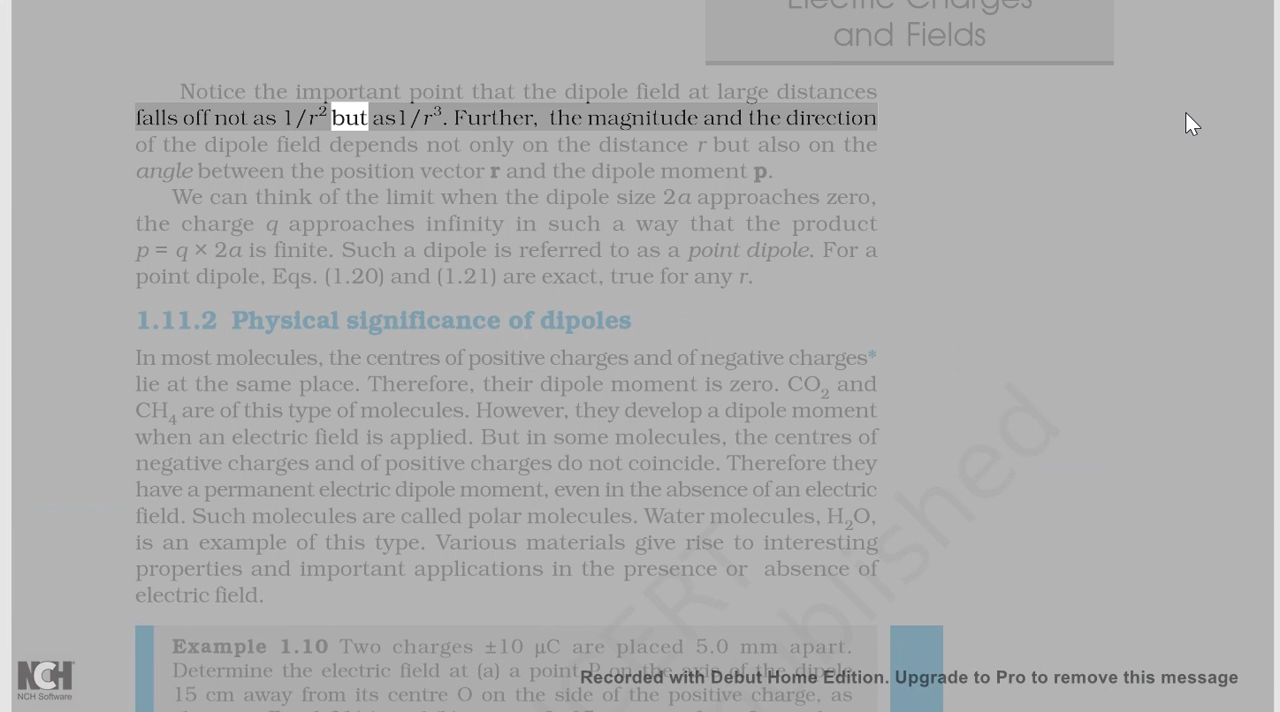 Electric Charges
and Fields
Notice the important point that the dipole field at large distances
falls off not as 1/r² but as1/r³. Further, the magnitude and the direction
of the dipole field depends not only on the distance r but also on the
angle between the position vector r and the dipole moment p.
We can think of the limit when the dipole size 2a approaches zero,
the charge q approaches infinity in such a way that the product
p = q × 2a is finite. Such a dipole is referred to as a point dipole. For a
point dipole, Eqs. (1.20) and (1.21) are exact, true for any r.
1.11.2 Physical significance of dipoles
In most molecules, the centres of positive charges and of negative charges*
lie at the same place. Therefore, their dipole moment is zero. CO₂ and
CH₄ are of this type of molecules. However, they develop a dipole moment
when an electric field is applied. But in some molecules, the centres of
negative charges and of positive charges do not coincide. Therefore they
have a permanent electric dipole moment, even in the absence of an electric
field. Such molecules are called polar molecules. Water molecules, H₂O,
is an example of this type. Various materials give rise to interesting
properties and important applications in the presence or absence of
electric field.
Example 1.10 Two charges ±10 μC are placed 5.0 mm apart.
Determine the electric field at (a) a point P on the axis of the dipole
15 cm away from its centre O on the side of the positive charge, as
NCH
NCH Software
Recorded with Debut Home Edition. Upgrade to Pro to remove this message